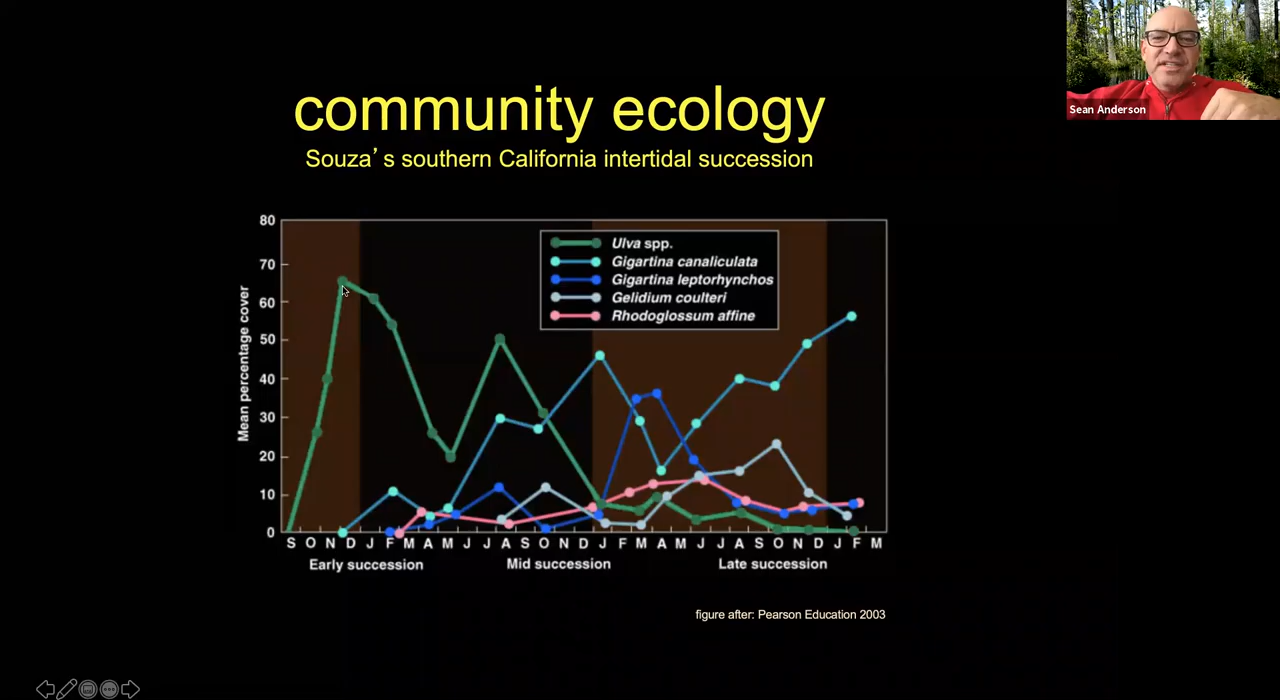 Sean Anderson
community ecology
Souza's southern California intertidal succession
80
70
60
50
40
30
20
10
0
Mean percentage cover
Ulva spp.
Gigartina canaliculata
Gigartina leptorhynchos
Gelidium coulteri
Rhodoglossum affine
S O N D J F M A M J J A S O N D J F M A M J J A S O N D J F M
Early succession Mid succession Late succession
figure after: Pearson Education 2003